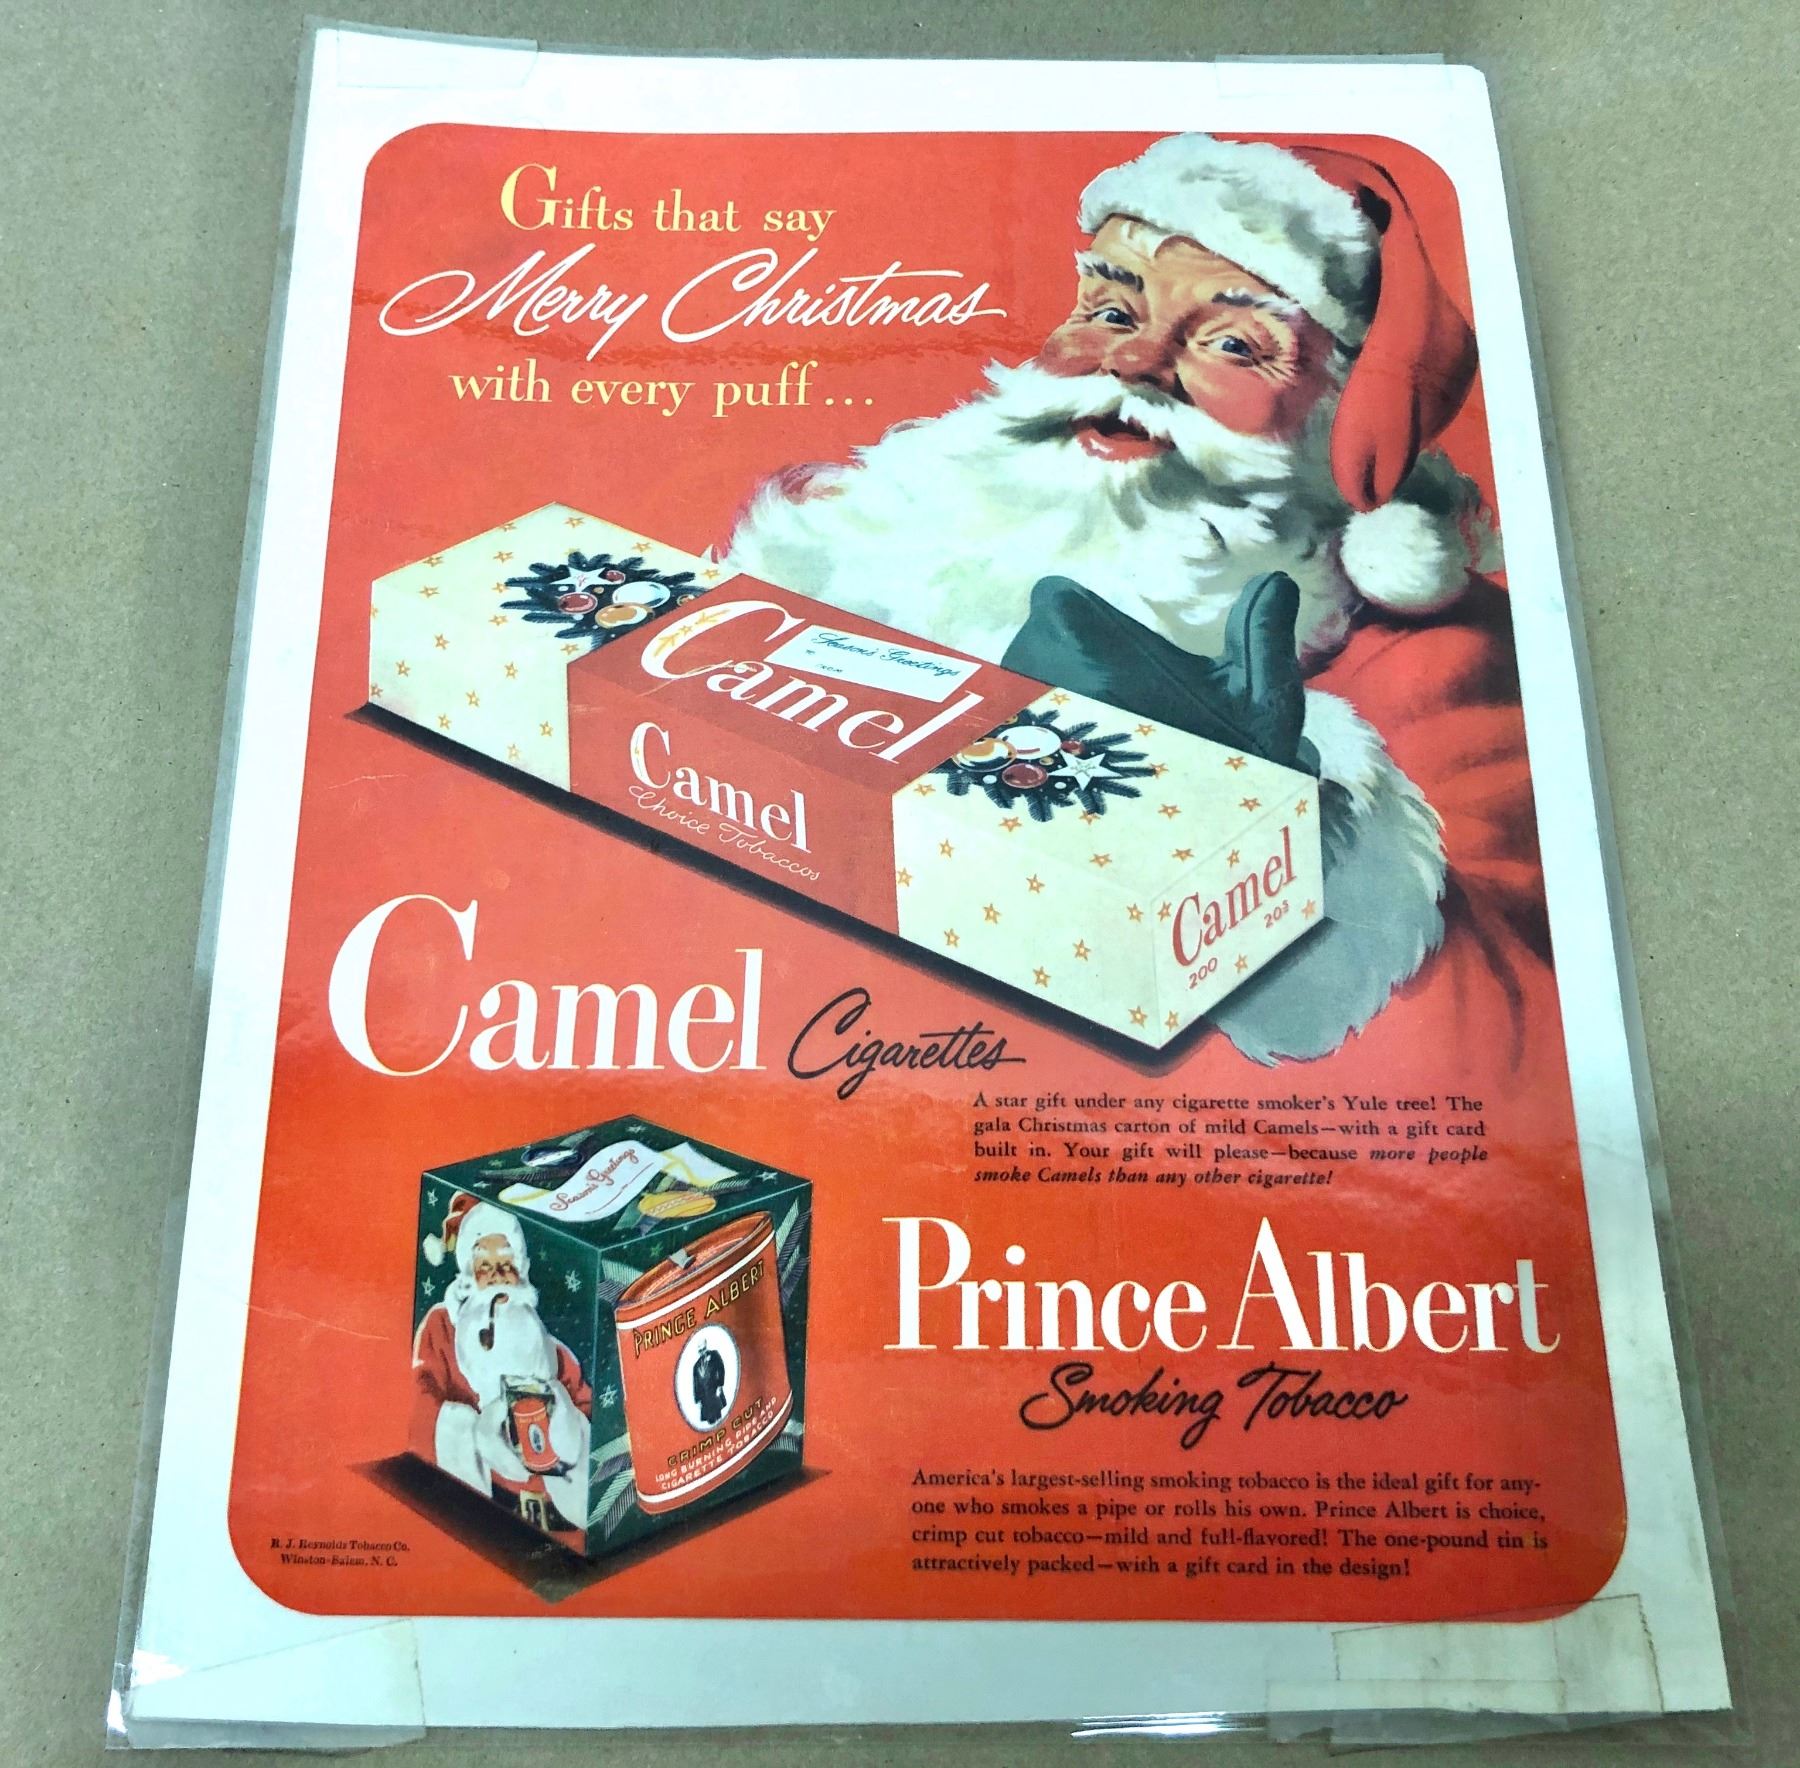 Gifts that say
Merry Christmas
with every puff...
Season's Greetings
TO
FROM
Camel
Camel
Choice Tobaccos
Camel
200 20s
Camel Cigarettes
A star gift under any cigarette smoker's Yule tree! The
gala Christmas carton of mild Camels—with a gift card
built in. Your gift will please—because more people
smoke Camels than any other cigarette!
Season's Greetings
PRINCE ALBERT
CRIMP CUT
LONG BURNING PIPE AND
CIGARETTE TOBACCO
Prince Albert
Smoking Tobacco
America's largest-selling smoking tobacco is the ideal gift for any-
one who smokes a pipe or rolls his own. Prince Albert is choice,
crimp cut tobacco—mild and full-flavored! The one-pound tin is
attractively packed—with a gift card in the design!
R. J. Reynolds Tobacco Co.
Winston-Salem, N. C.